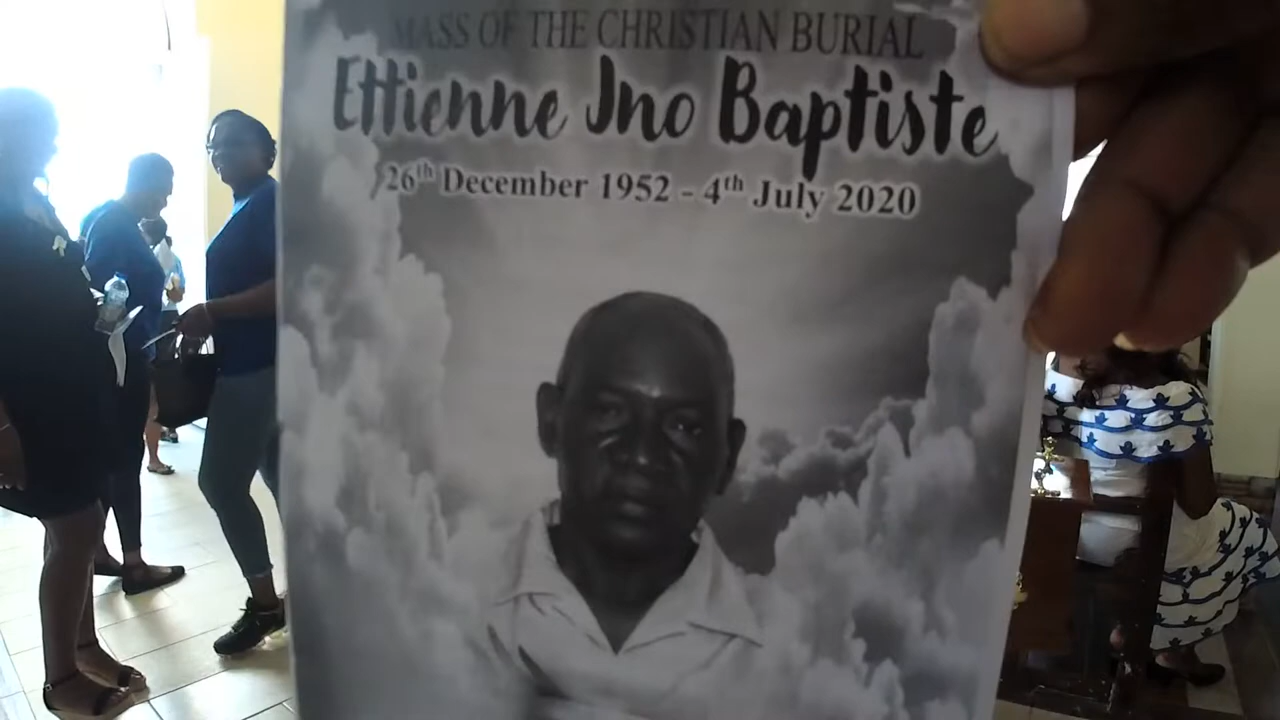 MASS OF THE CHRISTIAN BURIAL
Ettienne Jno Baptiste
26th December 1952 - 4th July 2020